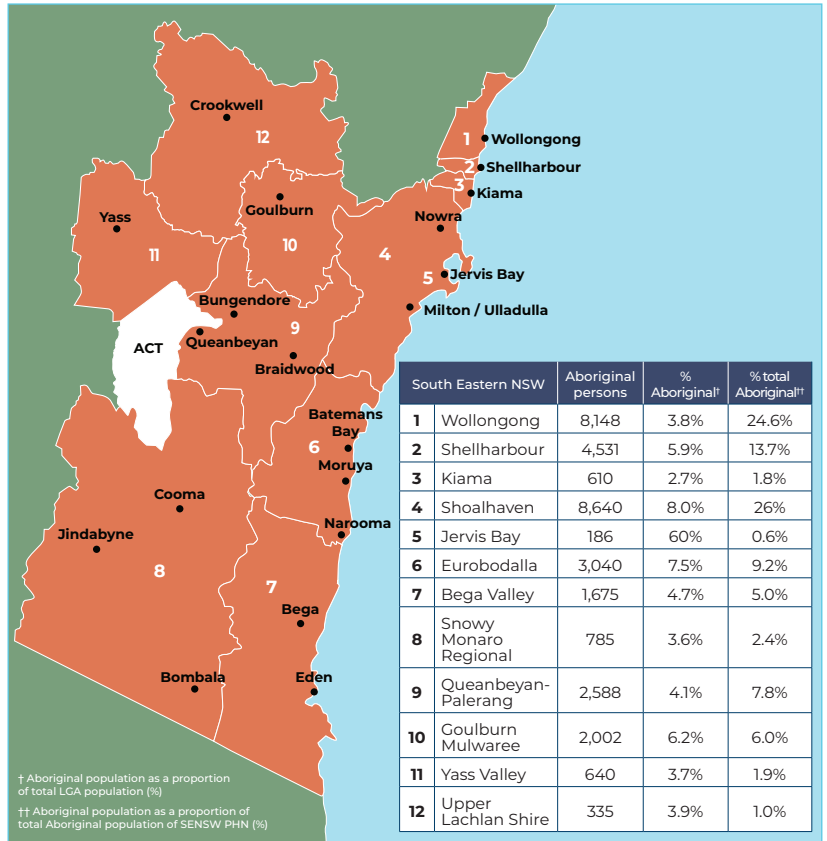 Crookwell
12
1
Wollongong
2
Shellharbour
3
Kiama
Goulburn
10
Yass
11
Nowra
4
5
Jervis Bay
Bungendore
Milton / Ulladulla
9
Queanbeyan
ACT
Braidwood
Batemans
Bay
6
Moruya
Cooma
Narooma
Jindabyne
8
7
Bega
Bombala
Eden
† Aboriginal population as a proportion
of total LGA population (%)
†† Aboriginal population as a proportion of
total Aboriginal population of SENSW PHN (%)
South Eastern NSW Aboriginal persons % Aboriginal† % total Aboriginal††
1 Wollongong 8,148 3.8% 24.6%
2 Shellharbour 4,531 5.9% 13.7%
3 Kiama 610 2.7% 1.8%
4 Shoalhaven 8,640 8.0% 26%
5 Jervis Bay 186 60% 0.6%
6 Eurobodalla 3,040 7.5% 9.2%
7 Bega Valley 1,675 4.7% 5.0%
8 Snowy Monaro Regional 785 3.6% 2.4%
9 Queanbeyan-Palerang 2,588 4.1% 7.8%
10 Goulburn Mulwaree 2,002 6.2% 6.0%
11 Yass Valley 640 3.7% 1.9%
12 Upper Lachlan Shire 335 3.9% 1.0%